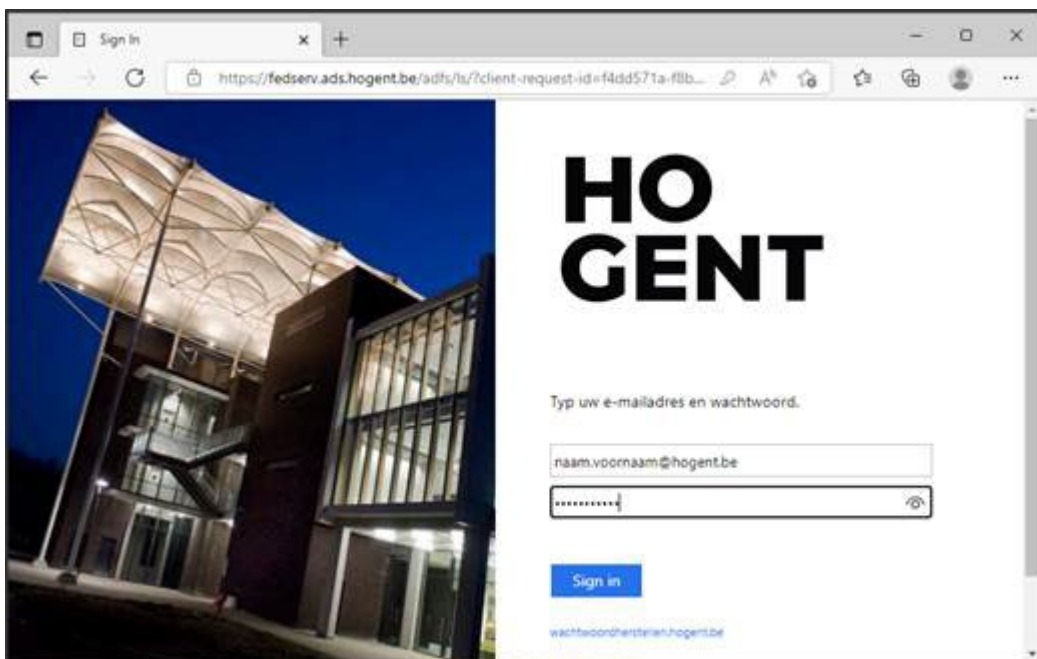 Sign In
https://fedserv.ads.hogent.be/adfs/ls/?client-request-id=f4dd571a-f8b...
HO
GENT
Typ uw e-mailadres en wachtwoord.
naam.voornaam@hogent.be
Sign in
wachtwoordherstellen.hogent.be